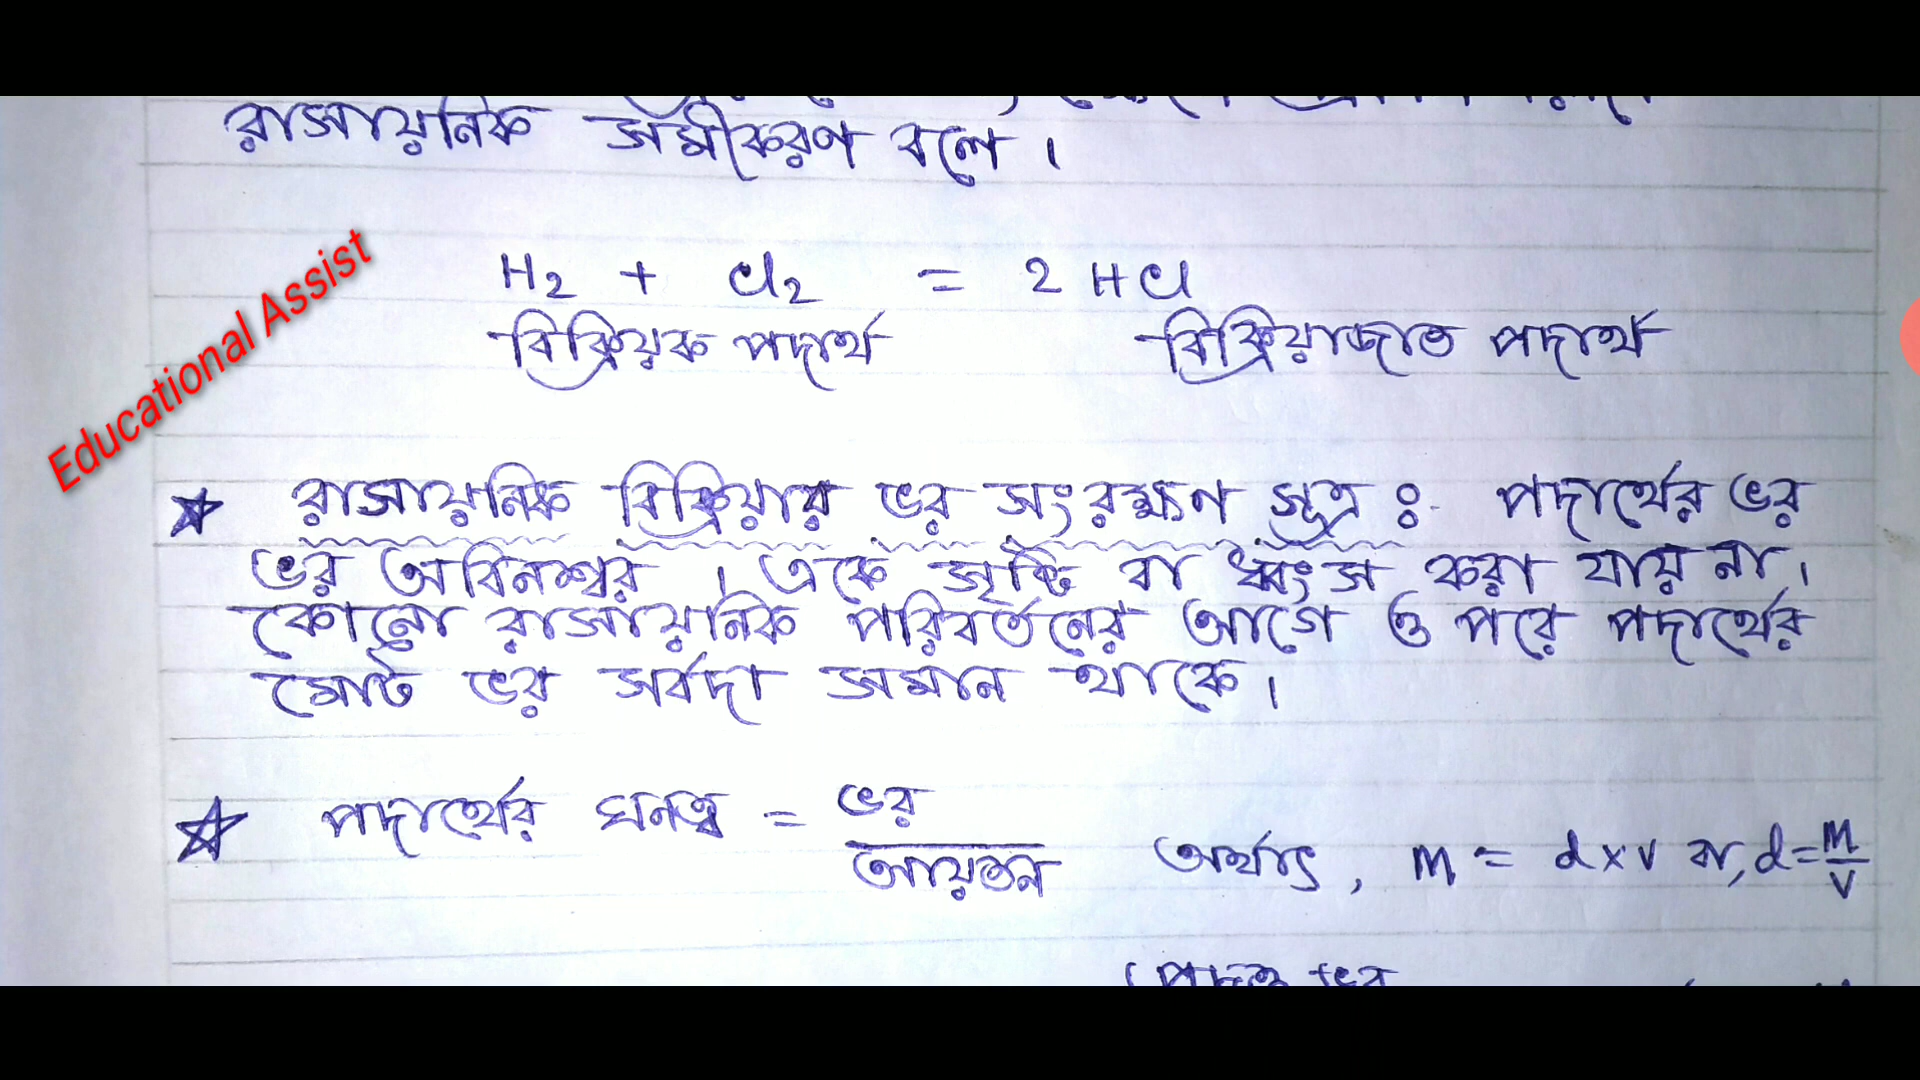 রাসায়নিক সমীকরণ বলে ।
H₂ + Cl₂ = 2 HCl
বিক্রিয়ক পদার্থ বিক্রিয়াজাত পদার্থ
Educational Assist
★ রাসায়নিক বিক্রিয়ার ভর সংরক্ষণ সূত্র ঃ- পদার্থের ভর
ভর অবিনশ্বর । একে সৃষ্টি বা ধ্বংস করা যায় না ।
কোনো রাসায়নিক পরিবর্তনের আগে ও পরে পদার্থের
মোট ভর সর্বদা সমান থাকে ।
★ পদার্থের ঘনত্ব = ভর
আয়তন অর্থাৎ, m = d x v বা, d = m/v